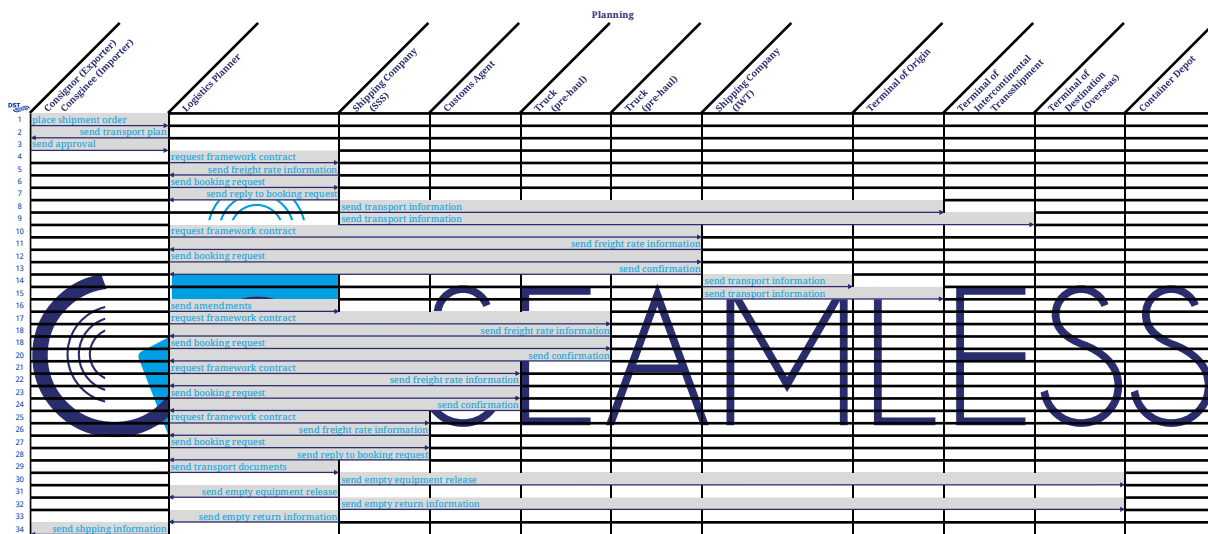 Planning
Consignor (Exporter)
Consginee (Importer)
Logistics Planner
Shipping Company
(SSS)
Customs Agent
Truck
(pre-haul)
Truck
(pre-haul)
Shipping Company
(IWT)
Terminal of Origin
Terminal of
Intercontinental
Transshipment
Terminal of
Destination
(Overseas)
Container Depot
DST
1 place shipment order
2 send transport plan
3 send approval
4 request framework contract
5 send freight rate information
6 send booking request
7 send reply to booking request
8 send transport information
9 send transport information
10 request framework contract
11 send freight rate information
12 send booking request
13 send confirmation
14 send transport information
15 send transport information
16 send amendments
17 request framework contract
18 send freight rate information
18 send booking request
20 send confirmation
21 request framework contract
22 send freight rate information
23 send booking request
24 send confirmation
25 request framework contract
26 send freight rate information
27 send booking request
28 send reply to booking request
29 send transport documents
30 send empty equipment release
31 send empty equipment release
32 send empty return information
33 send empty return information
34 send shpping information
SEAMLESS